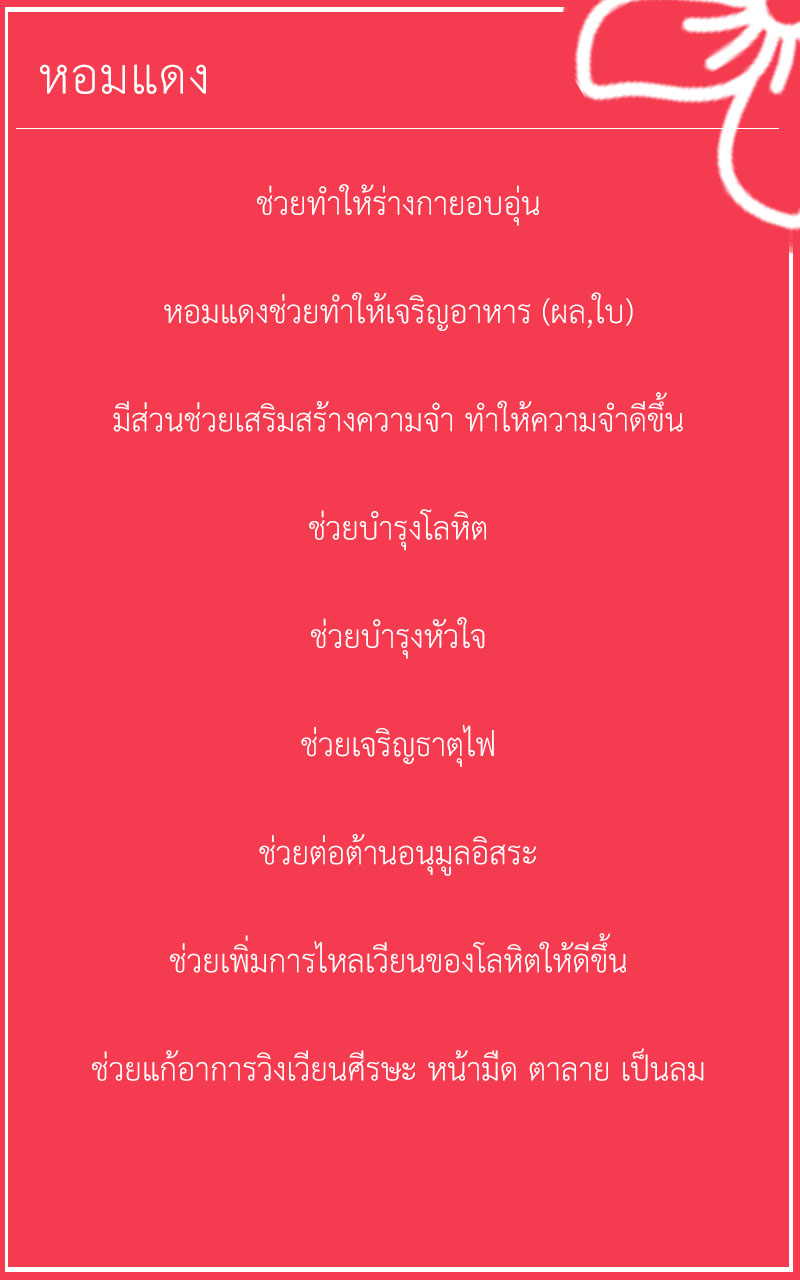 หอมแดง
ช่วยทำให้ร่างกายอบอุ่น
หอมแดงช่วยทำให้เจริญอาหาร (ผล,ใบ)
มีส่วนช่วยเสริมสร้างความจำ ทำให้ความจำดีขึ้น
ช่วยบำรุงโลหิต
ช่วยบำรุงหัวใจ
ช่วยเจริญธาตุไฟ
ช่วยต่อต้านอนุมูลอิสระ
ช่วยเพิ่มการไหลเวียนของโลหิตให้ดีขึ้น
ช่วยแก้อาการวิงเวียนศีรษะ หน้ามืด ตาลาย เป็นลม